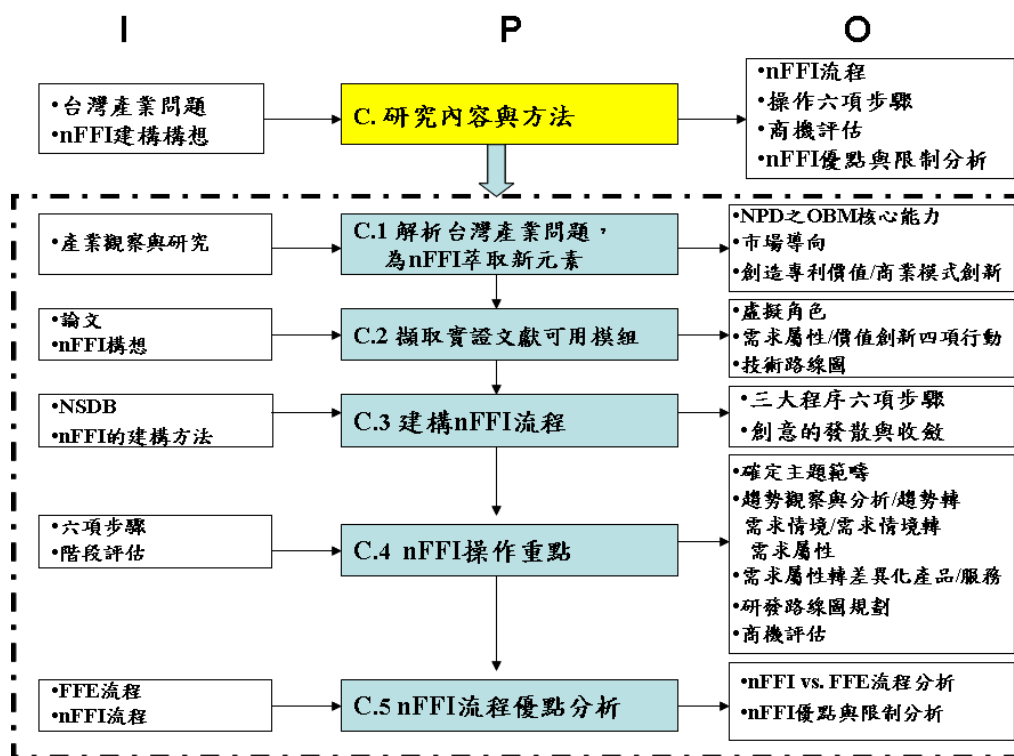 I P O
•台灣產業問題
•nFFI建構構想
C. 研究內容與方法
•nFFI流程
•操作六項步驟
•商機評估
•nFFI優點與限制分析
•產業觀察與研究
C.1 解析台灣產業問題，
為nFFI萃取新元素
•NPD之OBM核心能力
•市場導向
•創造專利價值/商業模式創新
•論文
•nFFI構想
C.2 擷取實證文獻可用模組
•虛擬角色
•需求屬性/價值創新四項行動
•技術路線圖
•NSDB
•nFFI的建構方法
C.3 建構nFFI流程
•三大程序六項步驟
•創意的發散與收斂
•六項步驟
•階段評估
C.4 nFFI操作重點
•確定主題範疇
•趨勢觀察與分析/趨勢轉
需求情境/需求情境轉
需求屬性
•需求屬性轉差異化產品/服務
•研發路線圖規劃
•商機評估
•FFE流程
•nFFI流程
C.5 nFFI流程優點分析
•nFFI vs. FFE流程分析
•nFFI優點與限制分析